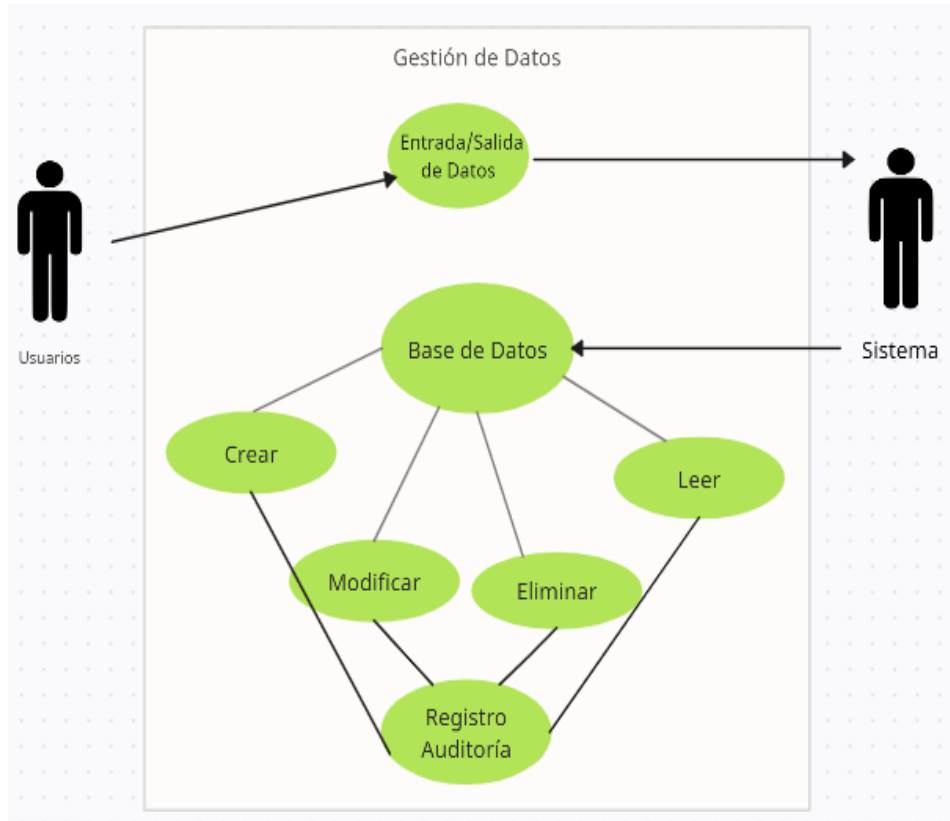 Gestión de Datos
Entrada/Salida
de Datos
Usuarios
Base de Datos
Sistema
Crear
Leer
Modificar
Eliminar
Registro
Auditoría